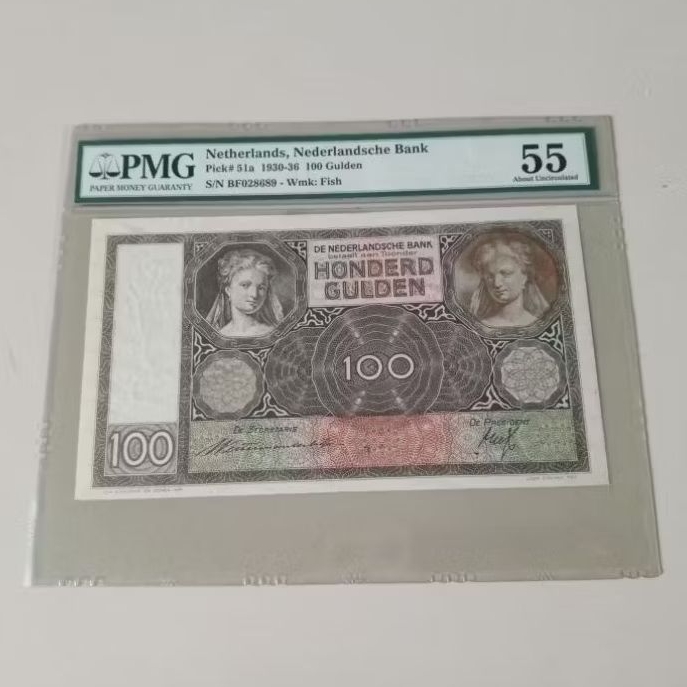 PMG
PAPER MONEY GUARANTY
Netherlands, Nederlandsche Bank
Pick# 51a 1930-36 100 Gulden
S/N BF028689 - Wmk: Fish
55
About Uncirculated
DE NEDERLANDSCHE BANK
betaalt aan Toonder
HONDERD
GULDEN
100
De Secretaris
De President
100